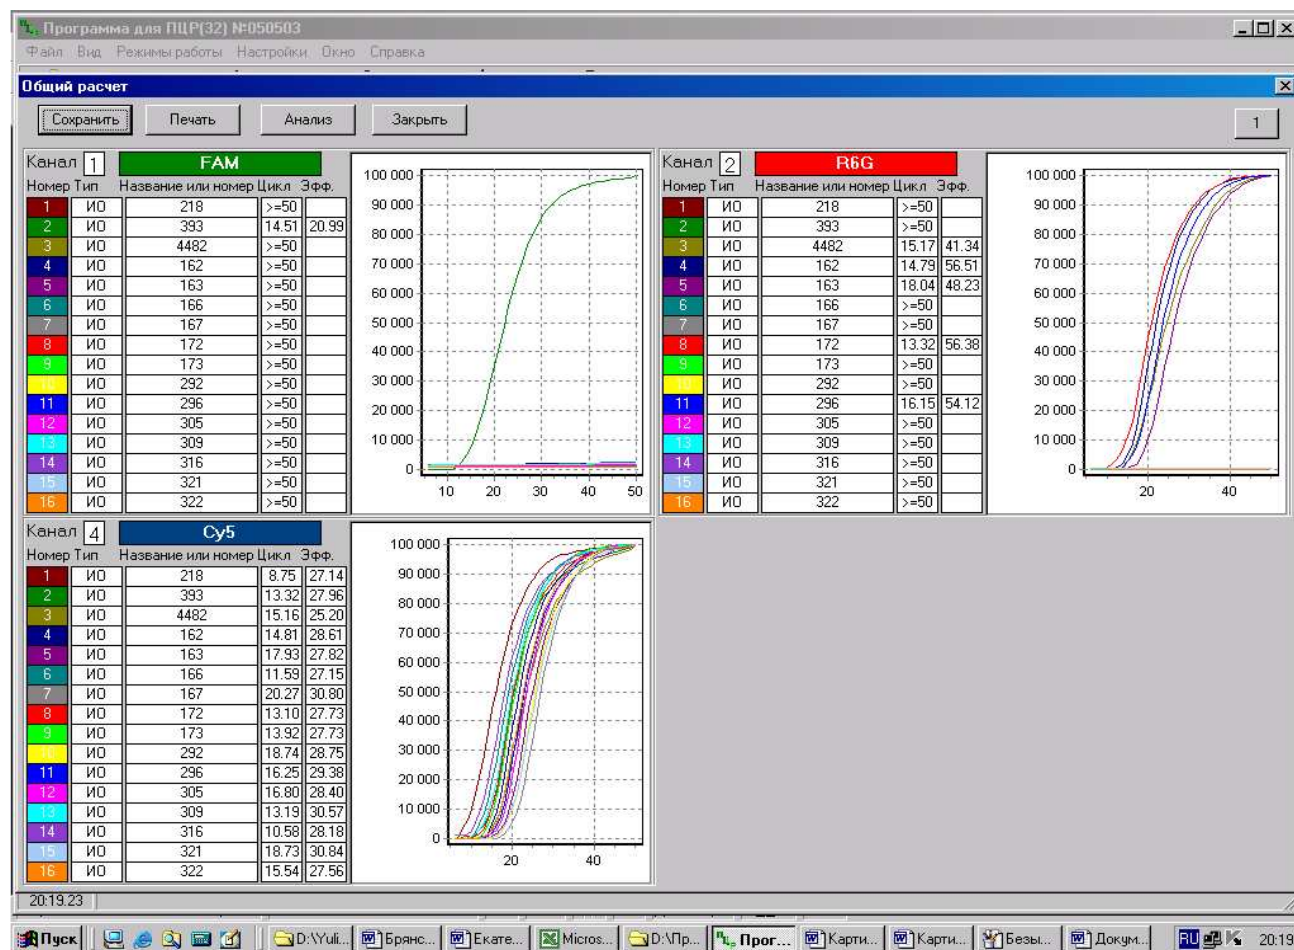 Программа для ПЦР(32) №050503
Файл Вид Режимы работы Настройки Окно Справка
Общий расчет
Сохранить Печать Анализ Закрыть 1
Канал 1 FAM
Номер Тип Название или номер Цикл Эфф.
1 ИО 218 >=50
2 ИО 393 14.51 20.99
3 ИО 4482 >=50
4 ИО 162 >=50
5 ИО 163 >=50
6 ИО 166 >=50
7 ИО 167 >=50
8 ИО 172 >=50
9 ИО 173 >=50
10 ИО 292 >=50
11 ИО 296 >=50
12 ИО 305 >=50
13 ИО 309 >=50
14 ИО 316 >=50
15 ИО 321 >=50
16 ИО 322 >=50
100 000
90 000
80 000
70 000
60 000
50 000
40 000
30 000
20 000
10 000
0
10 20 30 40 50
Канал 2 R6G
Номер Тип Название или номер Цикл Эфф.
1 ИО 218 >=50
2 ИО 393 >=50
3 ИО 4482 15.17 41.34
4 ИО 162 14.79 56.51
5 ИО 163 18.04 48.23
6 ИО 166 >=50
7 ИО 167 >=50
8 ИО 172 13.32 56.38
9 ИО 173 >=50
10 ИО 292 >=50
11 ИО 296 16.15 54.12
12 ИО 305 >=50
13 ИО 309 >=50
14 ИО 316 >=50
15 ИО 321 >=50
16 ИО 322 >=50
100 000
90 000
80 000
70 000
60 000
50 000
40 000
30 000
20 000
10 000
0
20 40
Канал 4 Cy5
Номер Тип Название или номер Цикл Эфф.
1 ИО 218 8.75 27.14
2 ИО 393 13.32 27.96
3 ИО 4482 15.16 25.20
4 ИО 162 14.81 28.61
5 ИО 163 17.93 27.82
6 ИО 166 11.59 27.15
7 ИО 167 20.27 30.80
8 ИО 172 13.10 27.73
9 ИО 173 13.92 27.73
10 ИО 292 18.74 28.75
11 ИО 296 16.25 29.38
12 ИО 305 16.80 28.40
13 ИО 309 13.19 30.57
14 ИО 316 10.58 28.18
15 ИО 321 18.73 30.84
16 ИО 322 15.54 27.56
100 000
90 000
80 000
70 000
60 000
50 000
40 000
30 000
20 000
10 000
0
20 40
20:19.23
Пуск D:\Yuli... Брянс... Екате... Micros... D:\Пр... Прог... Карти... Карти... Безы... Докум... RU 20:19